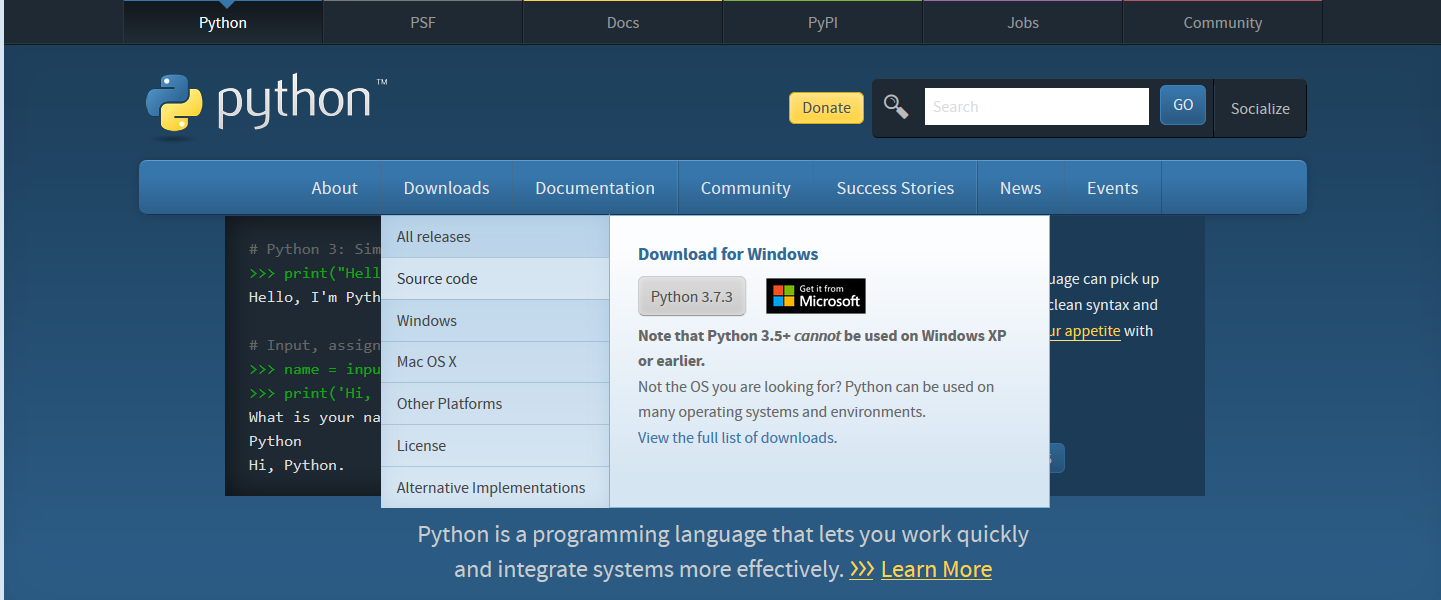 Python PSF Docs PyPI Jobs Community
python™
Donate Search GO Socialize
About Downloads Documentation Community Success Stories News Events
# Python 3: Sim
>>> print("Hell
Hello, I'm Pyth
# Input, assign
>>> name = inpu
>>> print('Hi,
What is your na
Python
Hi, Python.
All releases
Source code
Windows
Mac OS X
Other Platforms
License
Alternative Implementations
Download for Windows
Python 3.7.3 Get it from Microsoft
Note that Python 3.5+ cannot be used on Windows XP
or earlier.
Not the OS you are looking for? Python can be used on
many operating systems and environments.
View the full list of downloads.
uage can pick up
clean syntax and
ur appetite with
Python is a programming language that lets you work quickly
and integrate systems more effectively. >>> Learn More